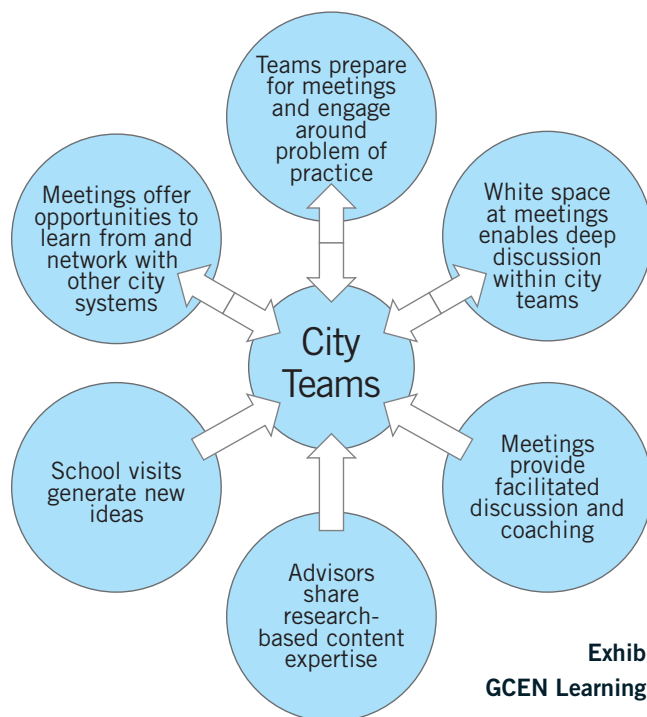 Teams prepare
for meetings
and engage
around
problem of
practice
Meetings offer
opportunities to
learn from and
network with
other city
systems
White space
at meetings
enables deep
discussion
within city
teams
City
Teams
School visits
generate new
ideas
Meetings
provide
facilitated
discussion and
coaching
Advisors
share
research-
based content
expertise
GCEN Learning